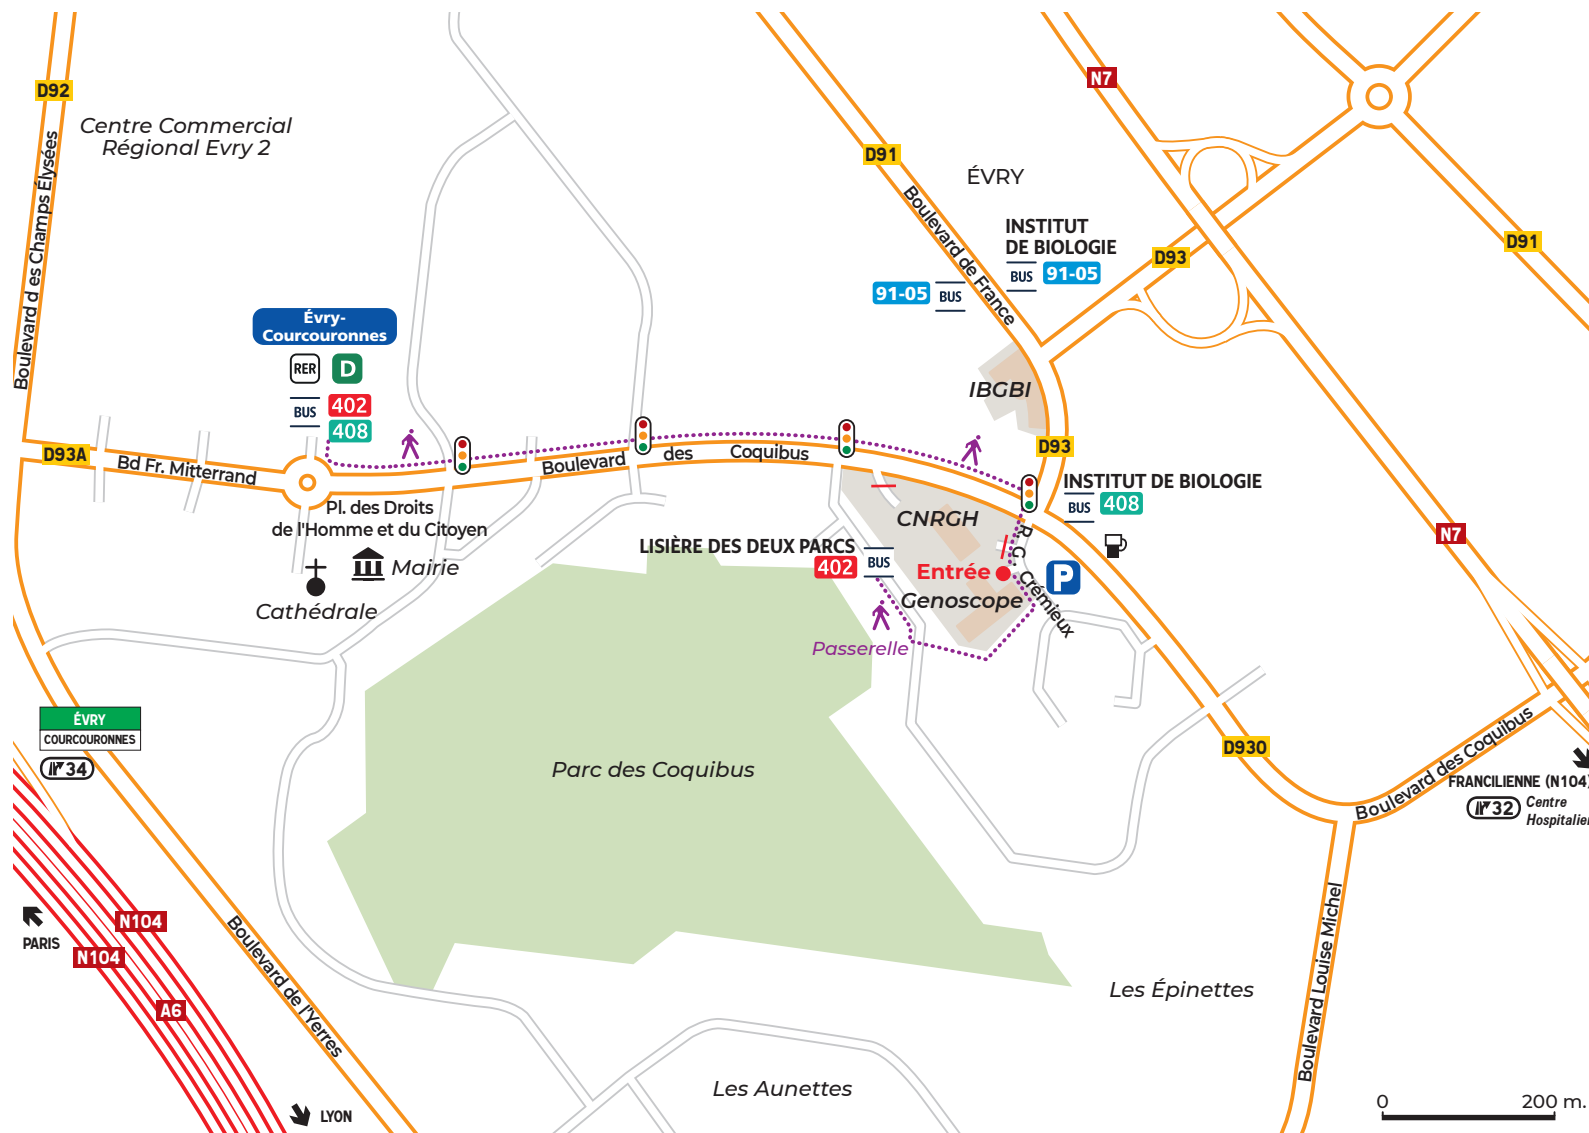 D92
Centre Commercial
Régional Evry 2
Boulevard d es Champs Élysées
N7
D91
ÉVRY
Boulevard de France
INSTITUT
DE BIOLOGIE
BUS 91-05
91-05 BUS
D93
D91
Évry-
Courcouronnes
RER D
BUS 402
408
IBGBI
D93
D93A
Bd Fr. Mitterrand
Boulevard des Coquibus
Pl. des Droits
de l'Homme et du Citoyen
INSTITUT DE BIOLOGIE
BUS 408
CNRGH
R. G. Crémieux
N7
LISIÈRE DES DEUX PARCS
402 BUS
Entrée
P
Genoscope
Mairie
Cathédrale
Passerelle
ÉVRY
COURCOURONNES
34
Parc des Coquibus
D930
Boulevard des Coquibus
FRANCILIENNE (N104)
32 Centre
Hospitalier
PARIS
N104
N104
A6
Boulevard de l'Yerres
LYON
Les Épinettes
Boulevard Louise Michel
Les Aunettes
0 200 m.